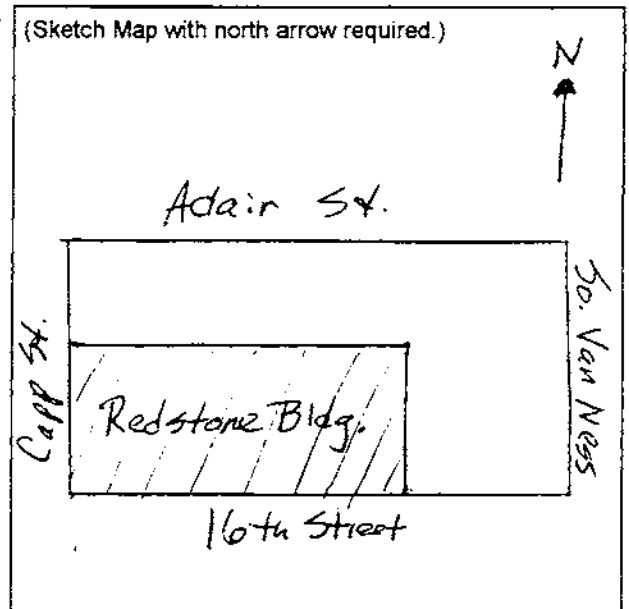 (Sketch Map with north arrow required.)
N
Adair St.
Capp St.
So. Van Ness
Redstone Bldg.
16th Street